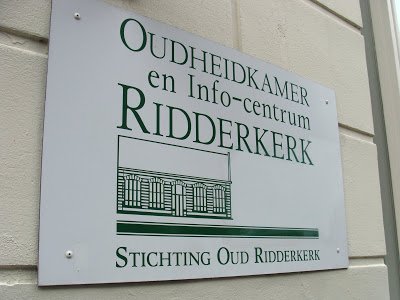 OUDHEIDKAMER
en Info-centrum
RIDDERKERK
STICHTING OUD RIDDERKERK